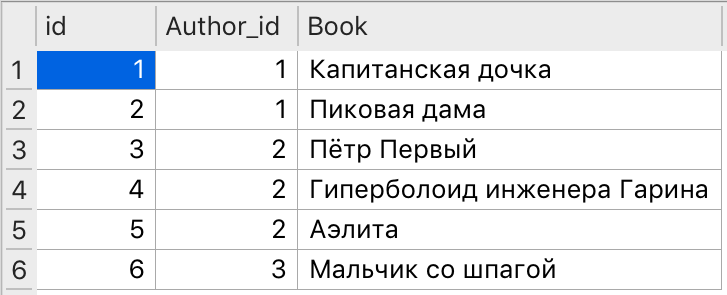 id Author_id Book
1 1 1 Капитанская дочка
2 2 1 Пиковая дама
3 3 2 Пётр Первый
4 4 2 Гиперболоид инженера Гарина
5 5 2 Аэлита
6 6 3 Мальчик со шпагой